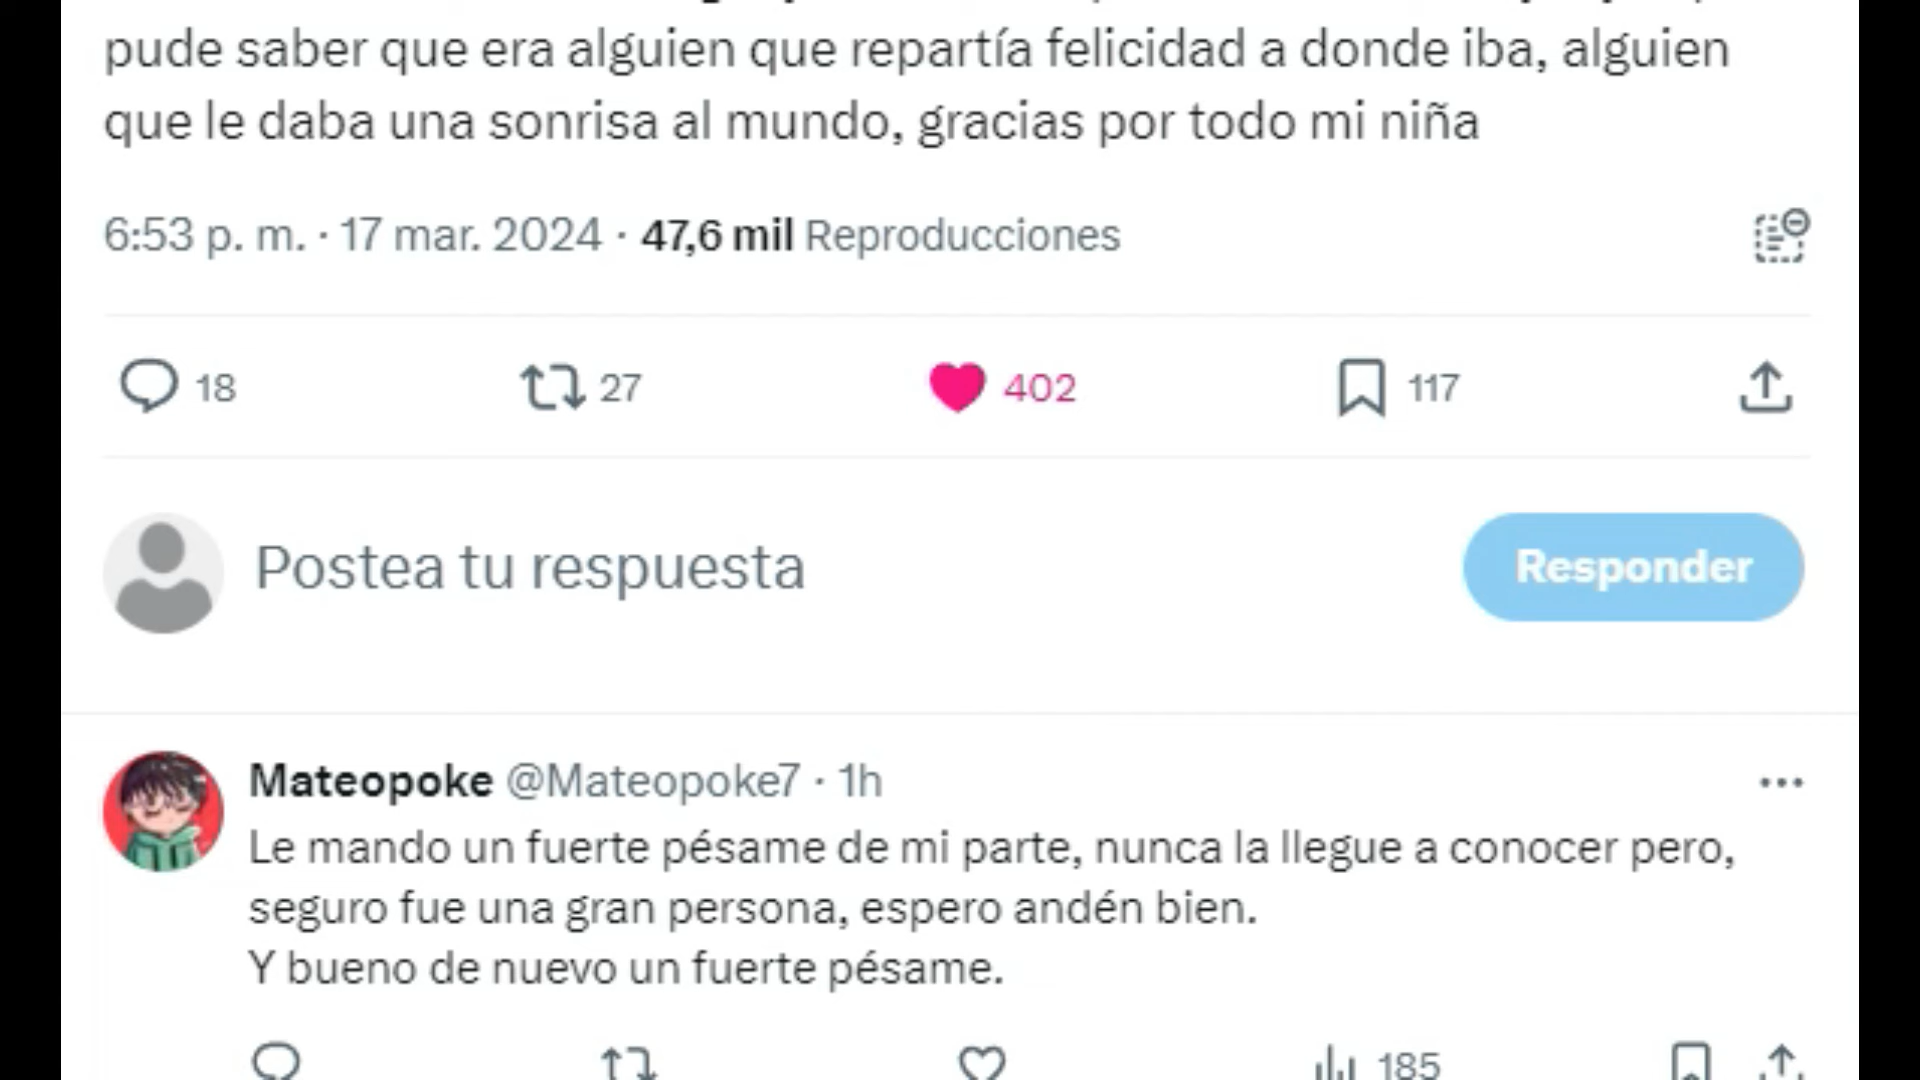 pude saber que era alguien que repartía felicidad a donde iba, alguien
que le daba una sonrisa al mundo, gracias por todo mi niña
6:53 p. m. · 17 mar. 2024 · 47,6 mil Reproducciones
18 27 402 117
Postea tu respuesta Responder
Mateopoke @Mateopoke7 · 1h
Le mando un fuerte pésame de mi parte, nunca la llegue a conocer pero,
seguro fue una gran persona, espero andén bien.
Y bueno de nuevo un fuerte pésame.
185